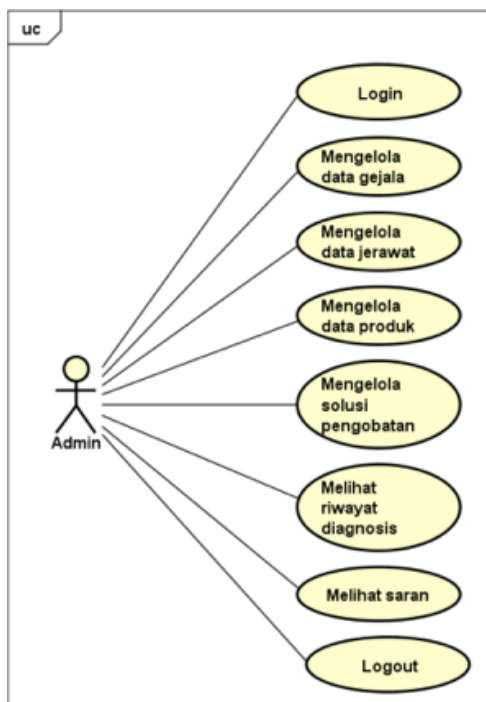 uc
Login
Mengelola
data gejala
Mengelola
data jerawat
Mengelola
data produk
Mengelola
solusi
pengobatan
Admin
Melihat
riwayat
diagnosis
Melihat saran
Logout